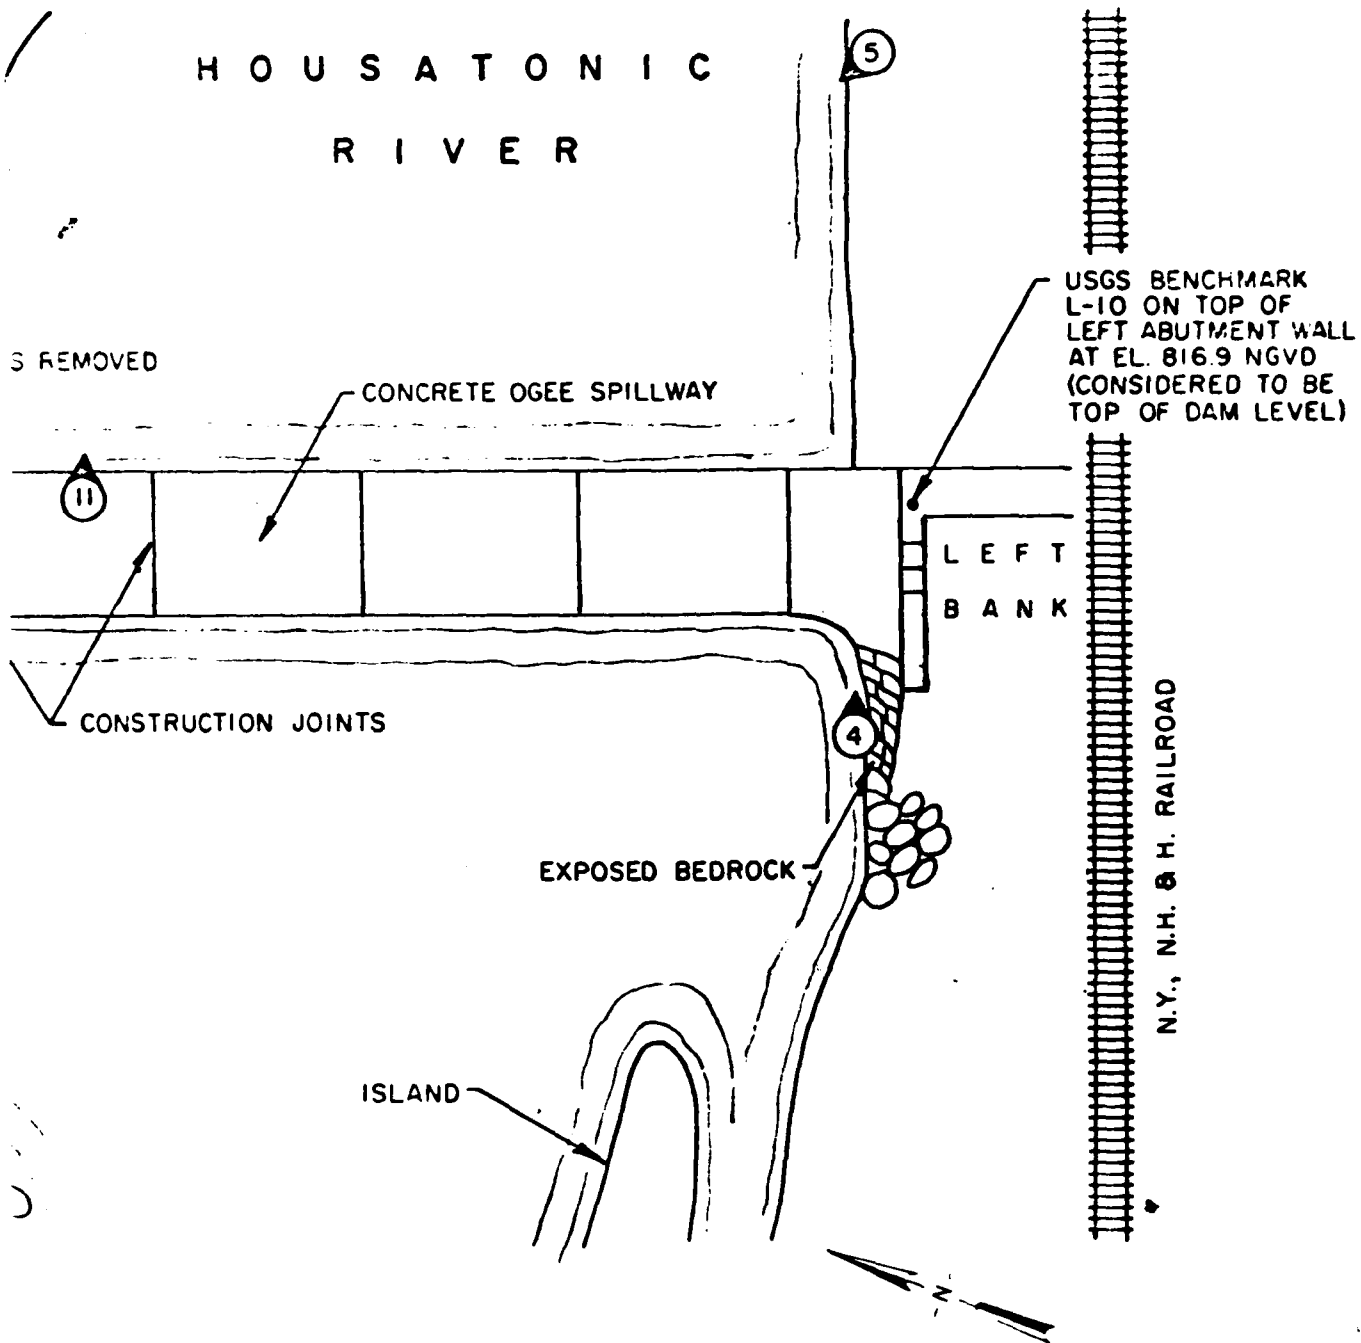 HOUSATONIC
RIVER
5
USGS BENCHMARK
L-10 ON TOP OF
LEFT ABUTMENT WALL
AT EL. 816.9 NGVD
(CONSIDERED TO BE
TOP OF DAM LEVEL)
S REMOVED
CONCRETE OGEE SPILLWAY
11
LEFT
BANK
CONSTRUCTION JOINTS
4
N.Y., N.H. & H. RAILROAD
EXPOSED BEDROCK
ISLAND
N